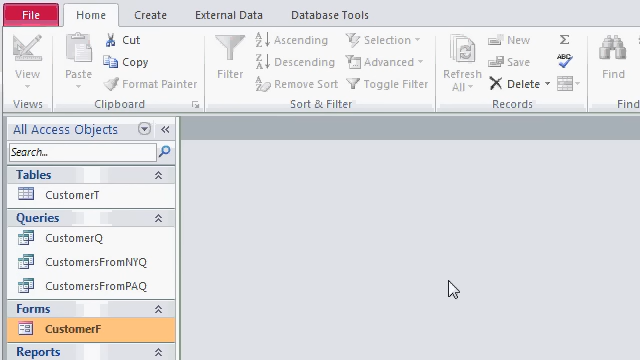 File Home Create External Data Database Tools
View
Views
Paste
Cut
Copy
Format Painter
Clipboard
Filter
Ascending
Descending
Remove Sort
Selection
Advanced
Toggle Filter
Sort & Filter
Refresh
All
New
Save
Delete
Σ
ABC
Records
Find
Find
All Access Objects
Search...
Tables
CustomerT
Queries
CustomerQ
CustomersFromNYQ
CustomersFromPAQ
Forms
CustomerF
Reports